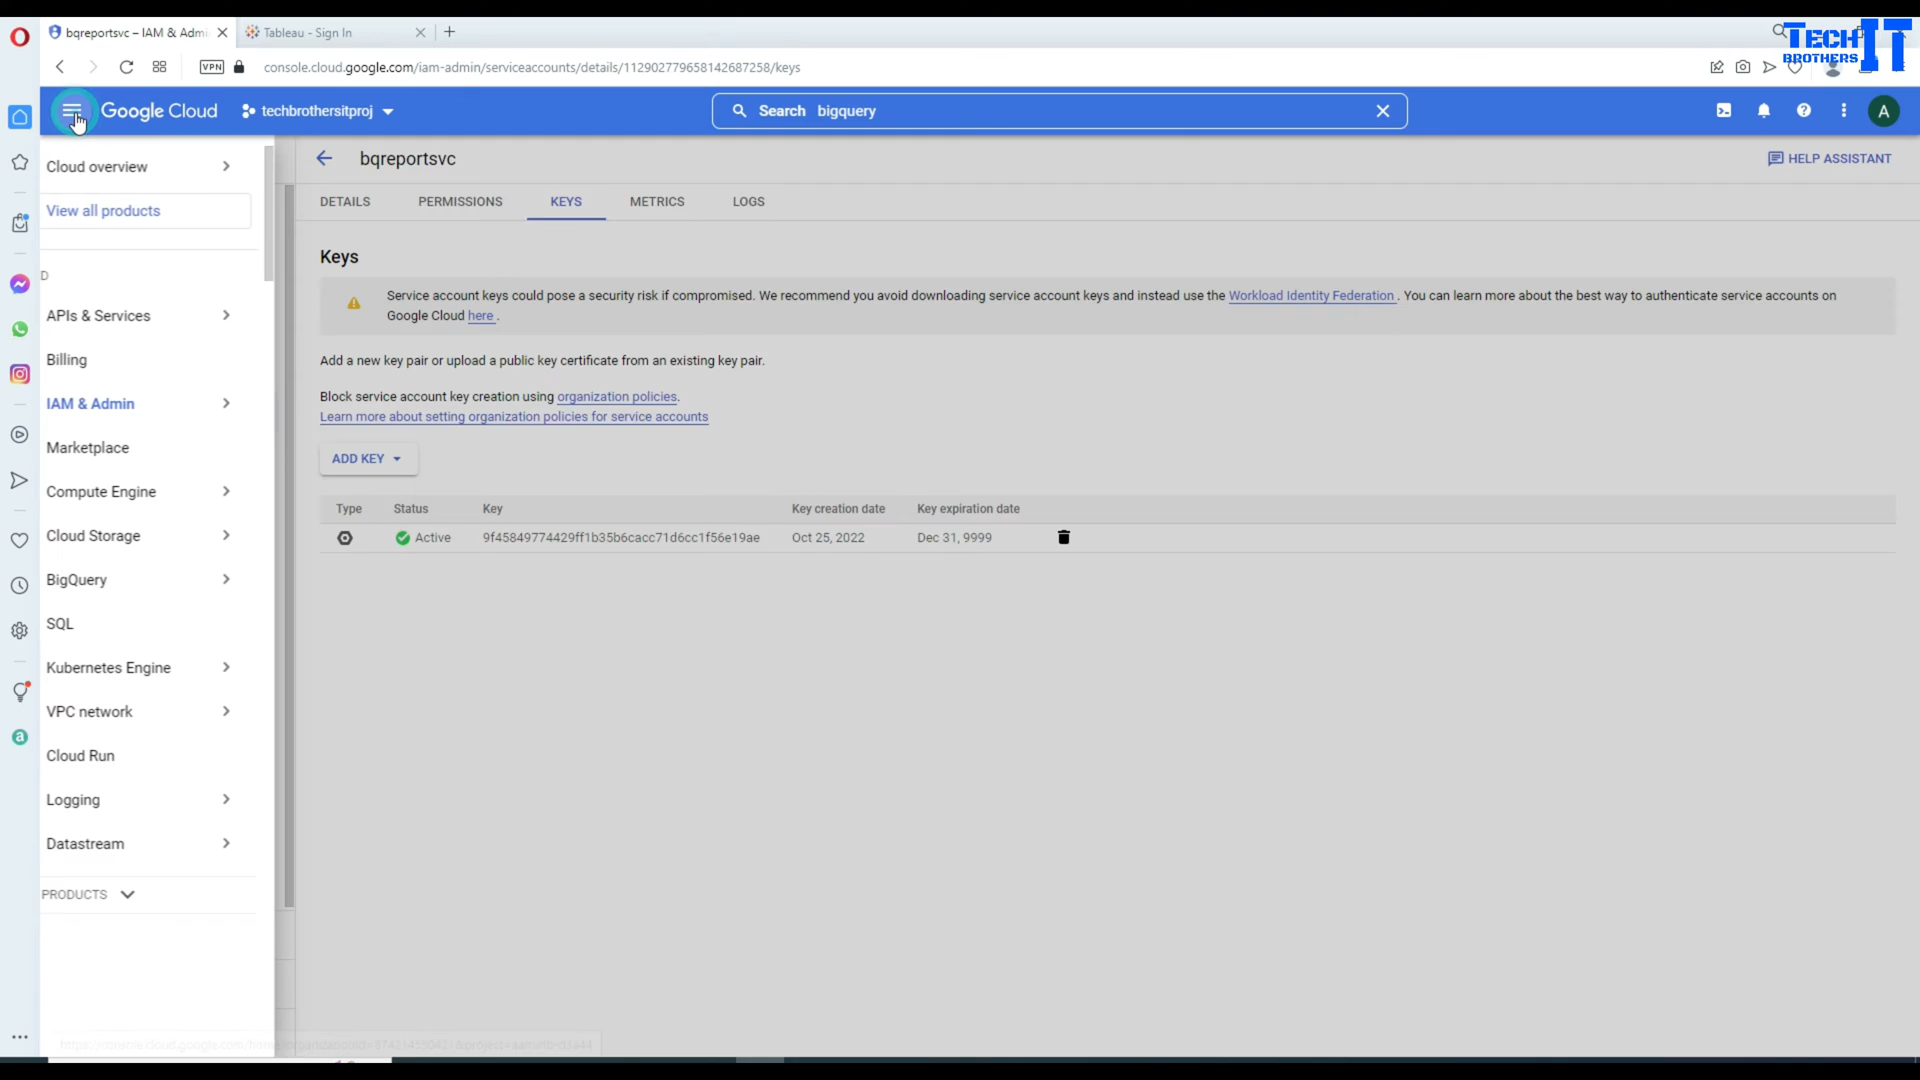 bqreportsvc – IAM & Admi
Tableau - Sign In
TECH IT
BROTHERS
VPN
console.cloud.google.com/iam-admin/serviceaccounts/details/112902779658142687258/keys
Google Cloud
techbrothersitproj
Search bigquery
A
Cloud overview
View all products
D
APIs & Services
Billing
IAM & Admin
Marketplace
Compute Engine
Cloud Storage
BigQuery
SQL
Kubernetes Engine
VPC network
Cloud Run
Logging
Datastream
PRODUCTS
bqreportsvc
HELP ASSISTANT
DETAILS
PERMISSIONS
KEYS
METRICS
LOGS
Keys
Service account keys could pose a security risk if compromised. We recommend you avoid downloading service account keys and instead use the Workload Identity Federation . You can learn more about the best way to authenticate service accounts on
Google Cloud here .
Add a new key pair or upload a public key certificate from an existing key pair.
Block service account key creation using organization policies.
Learn more about setting organization policies for service accounts
ADD KEY
Type Status Key Key creation date Key expiration date
Active 9f45849774429ff1b35b6cacc71d6cc1f56e19ae Oct 25, 2022 Dec 31, 9999